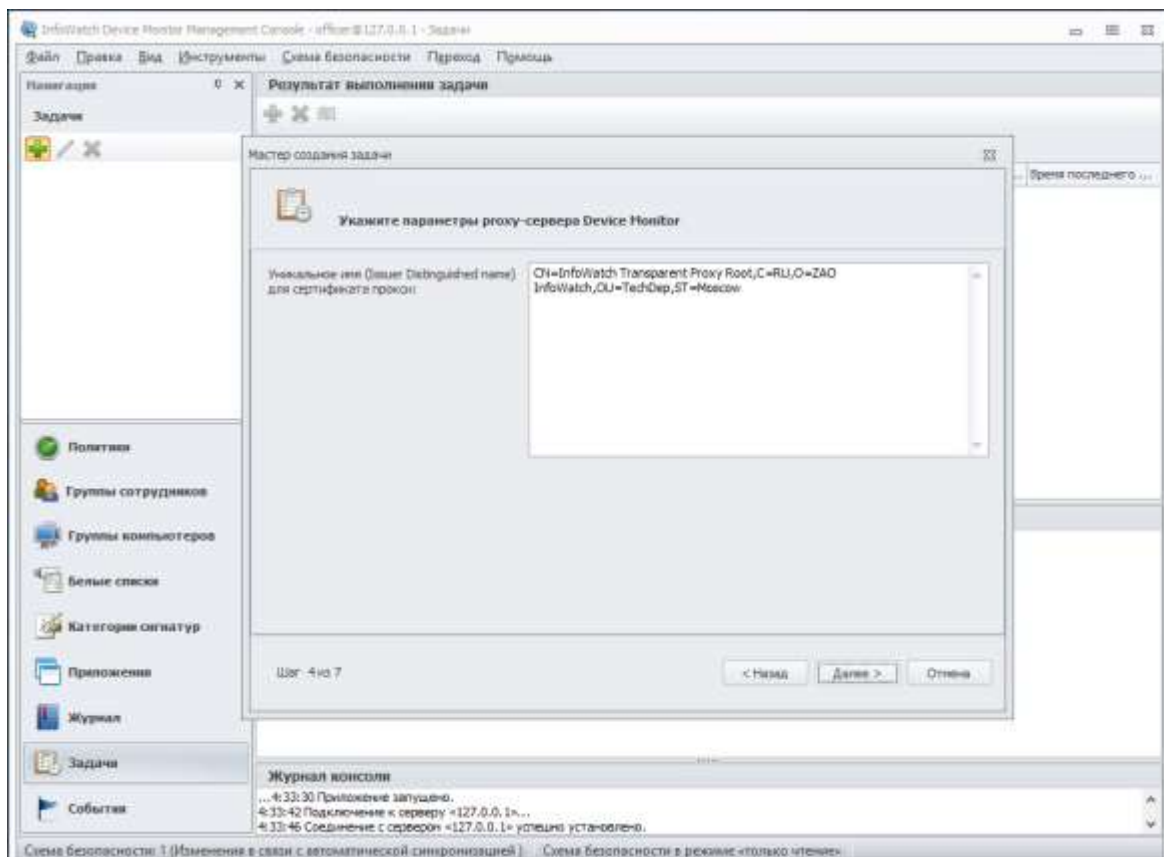 InfoWatch Device Monitor Management Console - officer@127.0.0.1 - Задачи
Файл Правка Вид Инструменты Схема безопасности Переход Помощь
Навигация
Задачи
Результат выполнения задачи
Мастер создания задачи
Укажите параметры proxy-сервера Device Monitor
Уникальное имя (Issuer Distinguished name)
для сертификата прокси:
CN=InfoWatch Transparent Proxy Root,C=RU,O=ZAO
InfoWatch,OU=TechDep,ST=Moscow
... Время последнего ...
Политики
Группы сотрудников
Группы компьютеров
Белые списки
Категории сигнатур
Приложения
Журнал
Задачи
События
Шаг 4 из 7
< Назад
Далее >
Отмена
Журнал консоли
...4:33:30 Приложение запущено.
4:33:42 Подключение к серверу «127.0.0.1»...
4:33:46 Соединение с сервером «127.0.0.1» успешно установлено.
Схема безопасности: 1 (Изменения в связи с автоматической синхронизацией) Схема безопасности в режиме «только чтение»